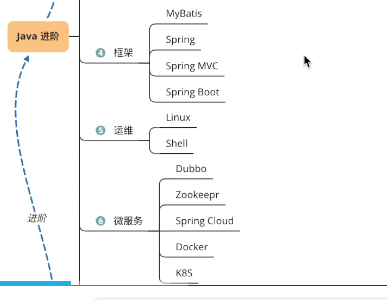 Java 进阶
4 框架
MyBatis
Spring
Spring MVC
Spring Boot
5 运维
Linux
Shell
6 微服务
Dubbo
Zookeepr
Spring Cloud
Docker
K8S
进阶